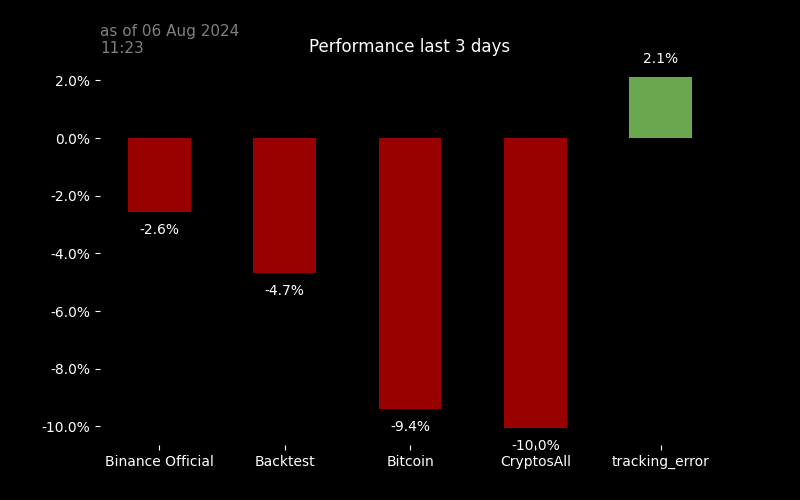 as of 06 Aug 2024
11:23
Performance last 3 days
2.1%
2.0%
0.0%
-2.0%
-2.6%
-4.0%
-4.7%
-6.0%
-8.0%
-9.4%
-10.0%
-10.0%
Binance Official
Backtest
Bitcoin
CryptosAll
tracking_error